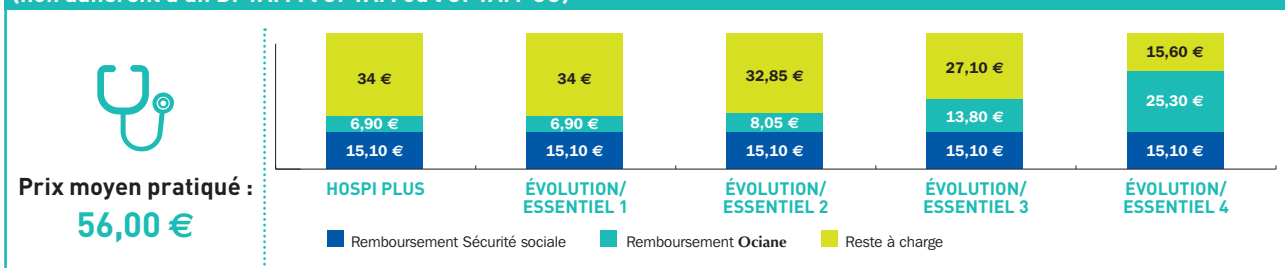 34 €
34 €
32,85 €
27,10 €
15,60 €
6,90 €
6,90 €
8,05 €
13,80 €
25,30 €
15,10 €
15,10 €
15,10 €
15,10 €
15,10 €
Prix moyen pratiqué :
56,00 €
HOSPI PLUS
ÉVOLUTION/
ESSENTIEL 1
ÉVOLUTION/
ESSENTIEL 2
ÉVOLUTION/
ESSENTIEL 3
ÉVOLUTION/
ESSENTIEL 4
Remboursement Sécurité sociale
Remboursement Ociane
Reste à charge